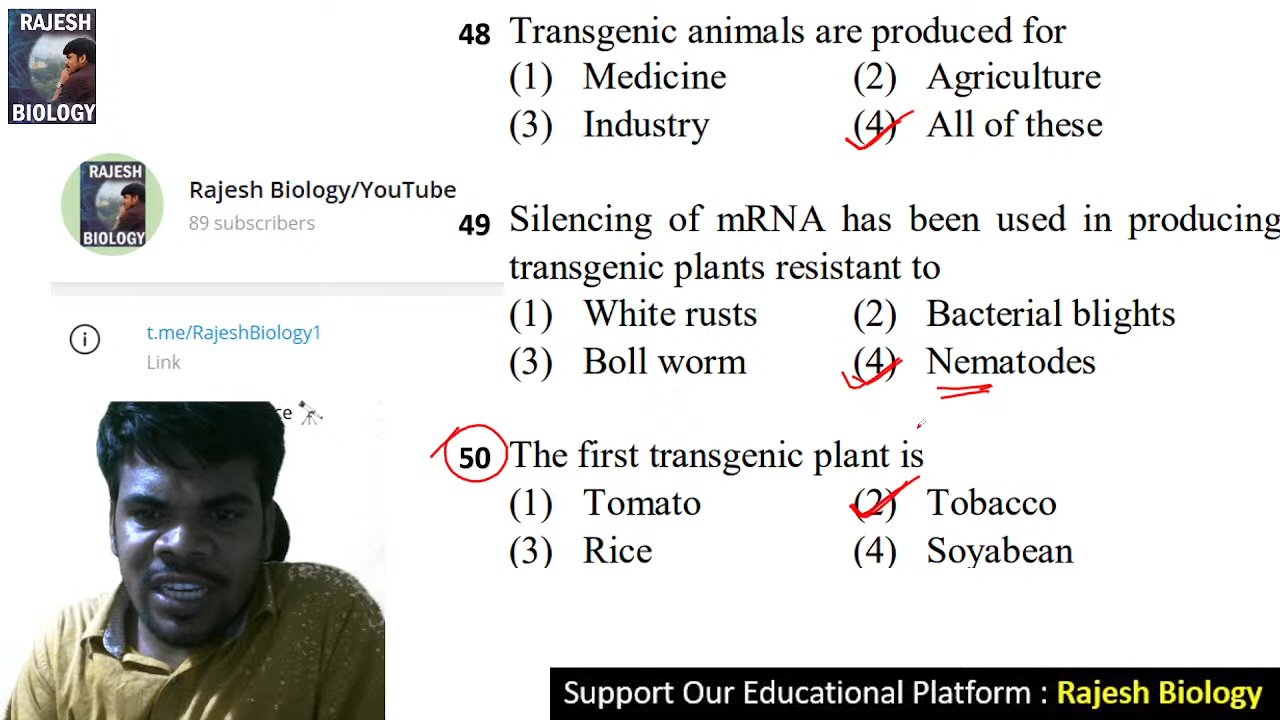 RAJESH
BIOLOGY
RAJESH
BIOLOGY
Rajesh Biology/YouTube
89 subscribers
t.me/RajeshBiology1
Link
ce
48 Transgenic animals are produced for
(1) Medicine (2) Agriculture
(3) Industry (4) All of these
49 Silencing of mRNA has been used in producing
transgenic plants resistant to
(1) White rusts (2) Bacterial blights
(3) Boll worm (4) Nematodes
50 The first transgenic plant is
(1) Tomato (2) Tobacco
(3) Rice (4) Soyabean
Support Our Educational Platform : Rajesh Biology